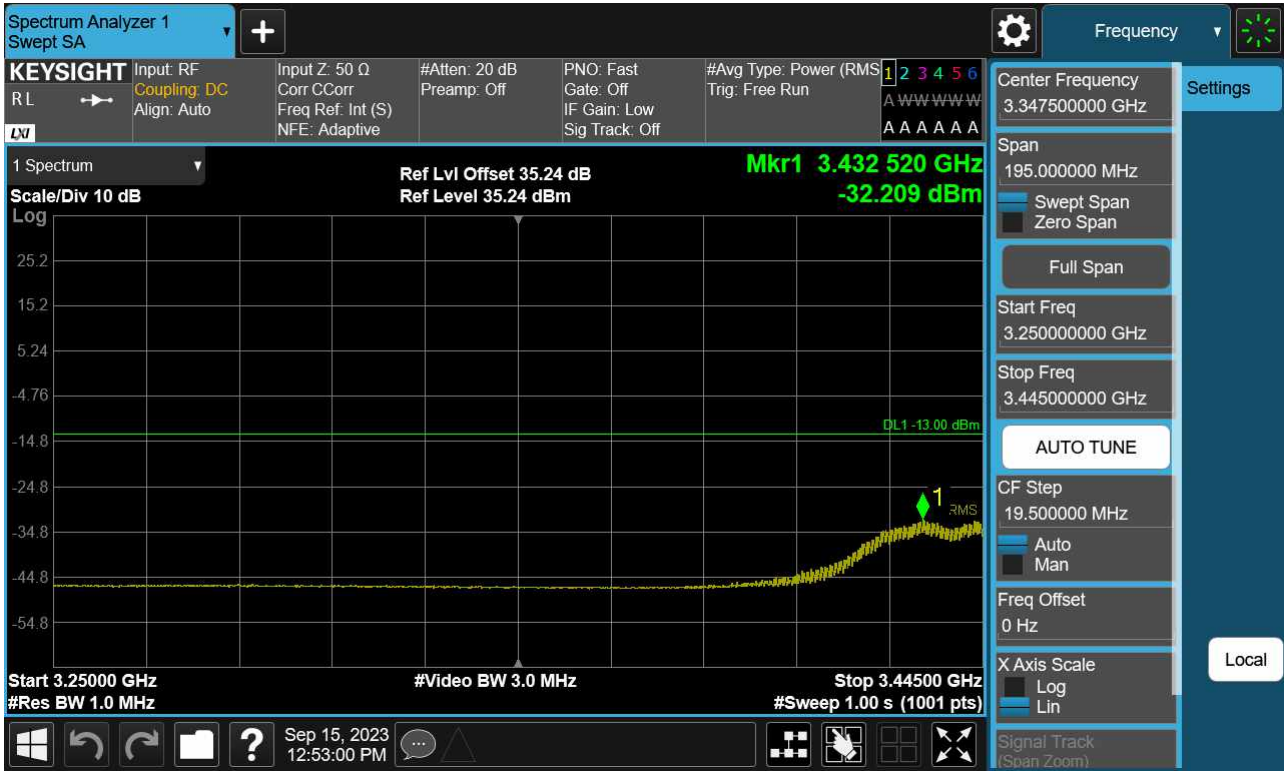 Spectrum Analyzer 1
Swept SA
+
Frequency
KEYSIGHT
R L
LXI
Input: RF
Coupling: DC
Align: Auto
Input Z: 50 Ω
Corr CCorr
Freq Ref: Int (S)
NFE: Adaptive
#Atten: 20 dB
Preamp: Off
PNO: Fast
Gate: Off
IF Gain: Low
Sig Track: Off
#Avg Type: Power (RMS
Trig: Free Run
1 2 3 4 5 6
A W W W W W
A A A A A A
1 Spectrum
Scale/Div 10 dB
Log
Ref Lvl Offset 35.24 dB
Ref Level 35.24 dBm
Mkr1 3.432 520 GHz
-32.209 dBm
25.2
15.2
5.24
-4.76
-14.8
-24.8
-34.8
-44.8
-54.8
DL1 -13.00 dBm
1
RMS
Start 3.25000 GHz
#Res BW 1.0 MHz
#Video BW 3.0 MHz
Stop 3.44500 GHz
#Sweep 1.00 s (1001 pts)
Center Frequency
3.347500000 GHz
Span
195.000000 MHz
Swept Span
Zero Span
Full Span
Start Freq
3.250000000 GHz
Stop Freq
3.445000000 GHz
AUTO TUNE
CF Step
19.500000 MHz
Auto
Man
Freq Offset
0 Hz
X Axis Scale
Log
Lin
Signal Track
(Span Zoom)
Settings
Local
?
Sep 15, 2023
12:53:00 PM